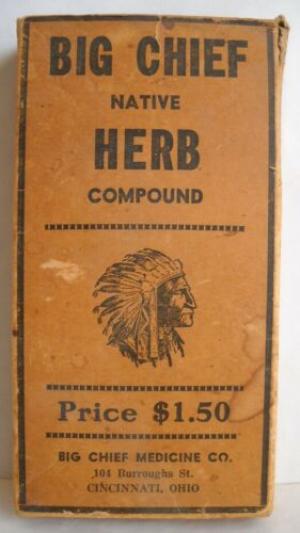 BIG CHIEF
NATIVE
HERB
COMPOUND
Price $1.50
BIG CHIEF MEDICINE CO.
104 Burroughs St.
CINCINNATI, OHIO